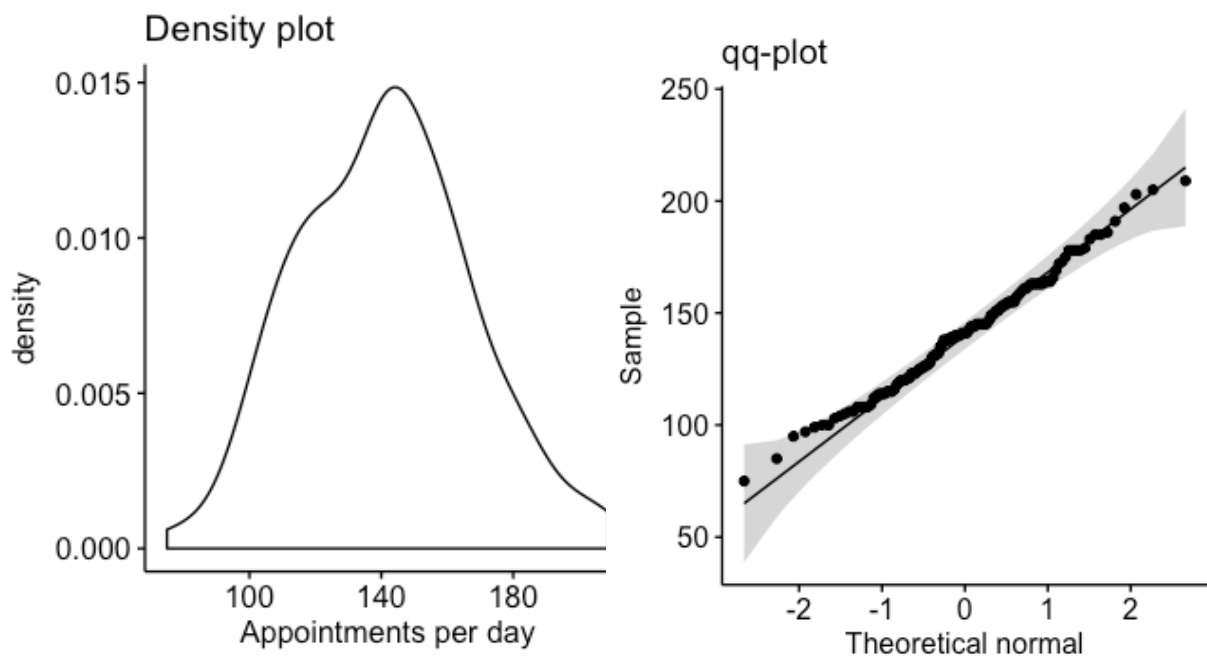 Density plot
0.015
0.010
0.005
0.000
density
100 140 180
Appointments per day
qq-plot
250
200
150
100
50
Sample
-2 -1 0 1 2
Theoretical normal